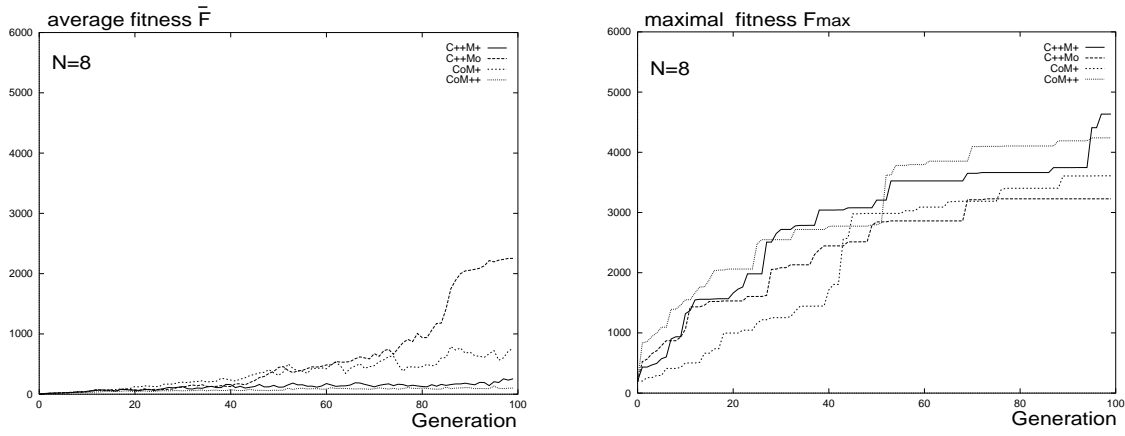 average fitness F̄
6000
5000
4000
3000
2000
1000
0
N=8
C++M+
C++Mo
CoM+
CoM++
0
20
40
60
80
100
Generation
maximal fitness Fmax
6000
5000
4000
3000
2000
1000
0
N=8
C++M+
C++Mo
CoM+
CoM++
0
20
40
60
80
100
Generation